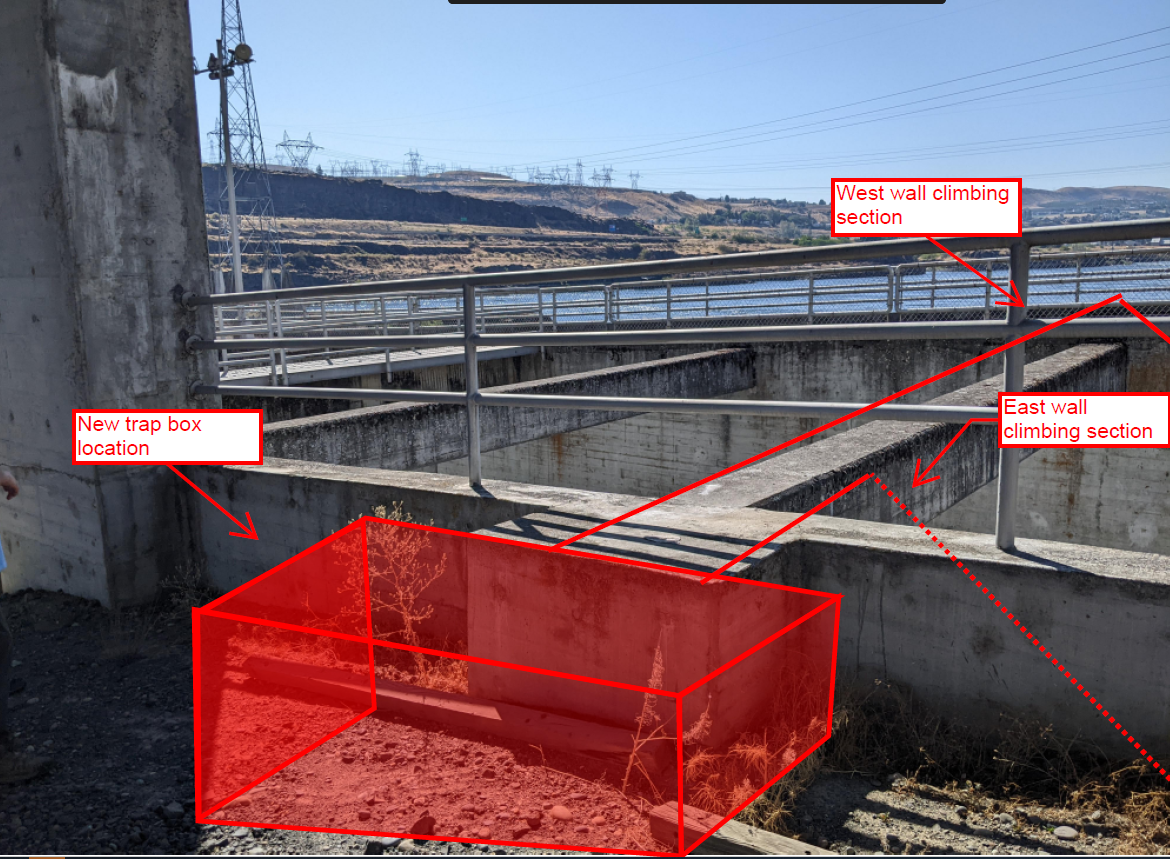 West wall climbing
section
East wall
climbing section
New trap box
location